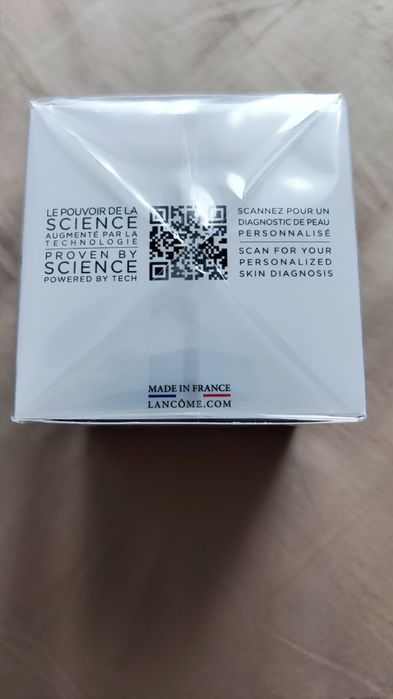 LE POUVOIR DE LA
SCIENCE
AUGMENTÉ PAR LA
TECHNOLOGIE
PROVEN BY
SCIENCE
POWERED BY TECH
SCANNEZ POUR UN
DIAGNOSTIC DE PEAU
PERSONNALISÉ
SCAN FOR YOUR
PERSONALIZED
SKIN DIAGNOSIS
MADE IN FRANCE
LANCÔME.COM